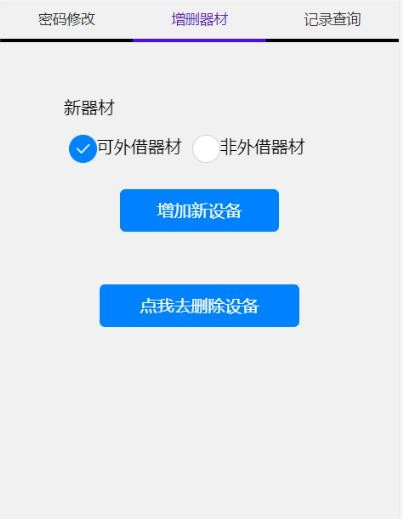 密码修改 增删器材 记录查询
新器材
可外借器材 非外借器材
增加新设备
点我去删除设备